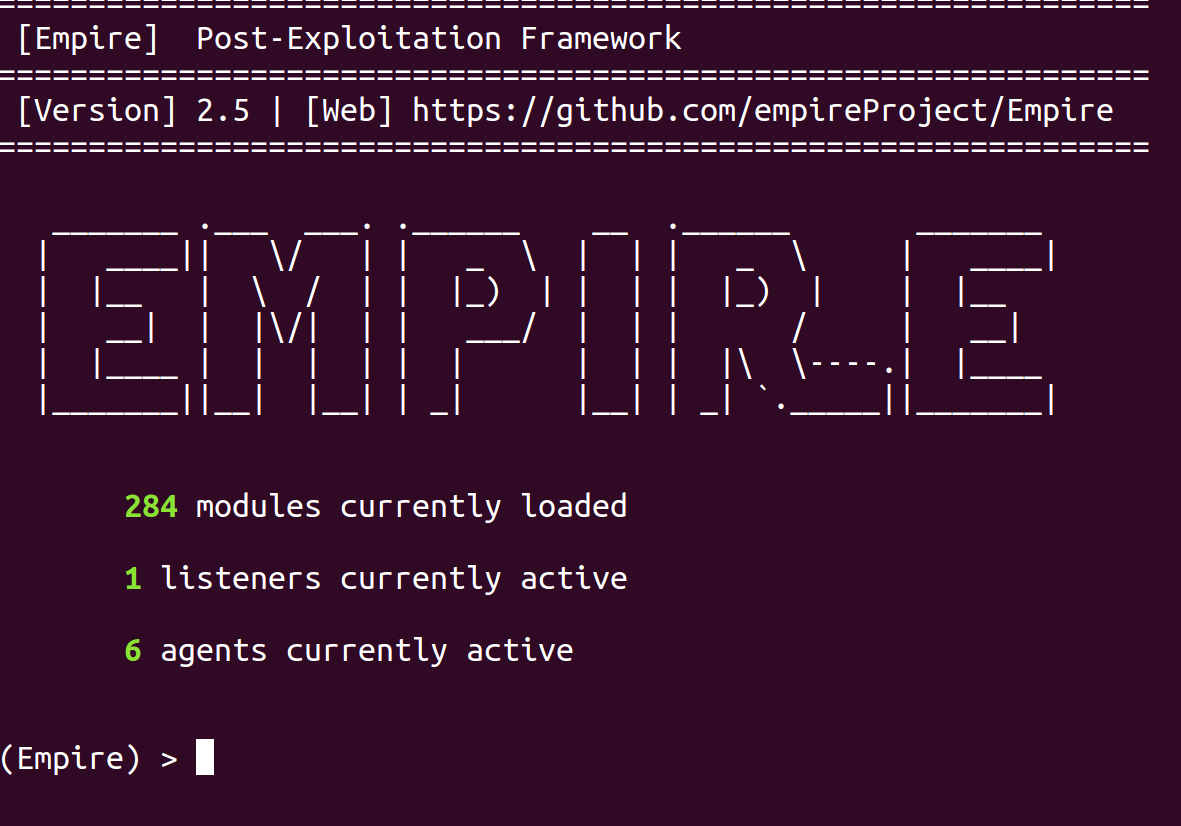 ================================================================
[Empire]  Post-Exploitation Framework
================================================================
[Version] 2.5 | [Web] https://github.com/empireProject/Empire
================================================================
EMPIRE
284 modules currently loaded
1 listeners currently active
6 agents currently active
(Empire) >